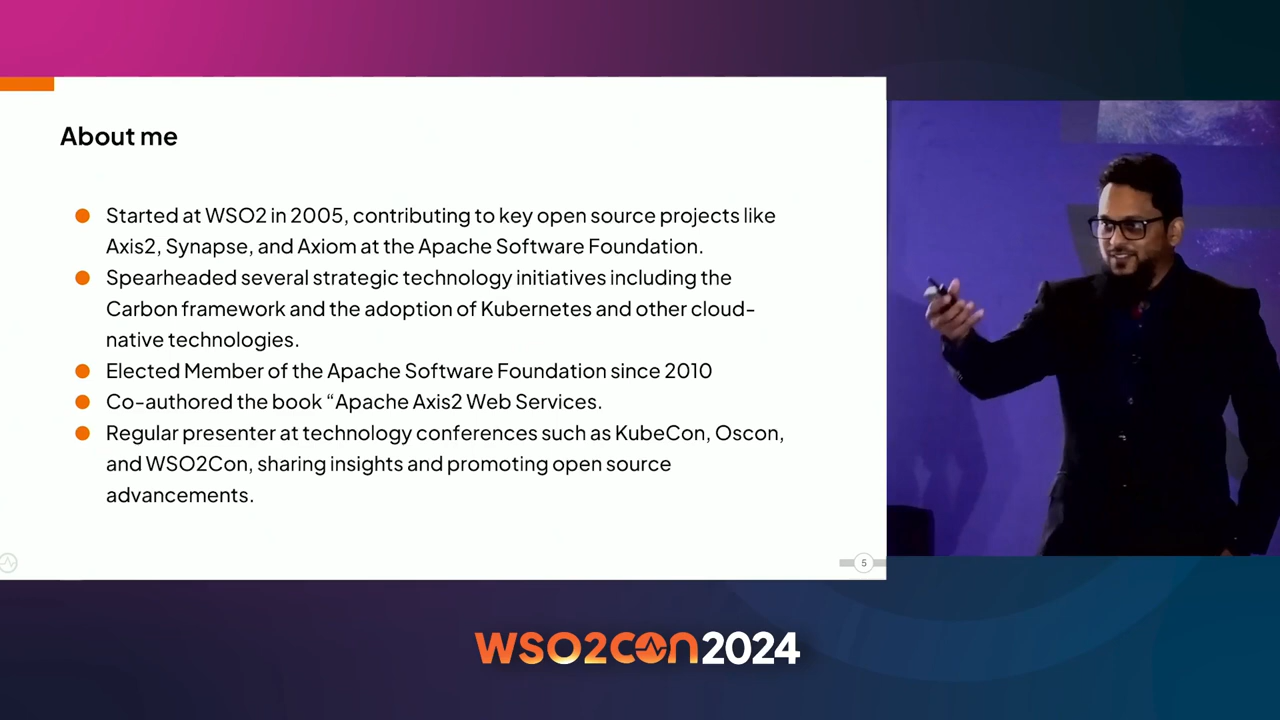 About me
Started at WSO2 in 2005, contributing to key open source projects like
Axis2, Synapse, and Axiom at the Apache Software Foundation.
Spearheaded several strategic technology initiatives including the
Carbon framework and the adoption of Kubernetes and other cloud-
native technologies.
Elected Member of the Apache Software Foundation since 2010
Co-authored the book “Apache Axis2 Web Services.
Regular presenter at technology conferences such as KubeCon, Oscon,
and WSO2Con, sharing insights and promoting open source
advancements.
5
WSO2CON2024